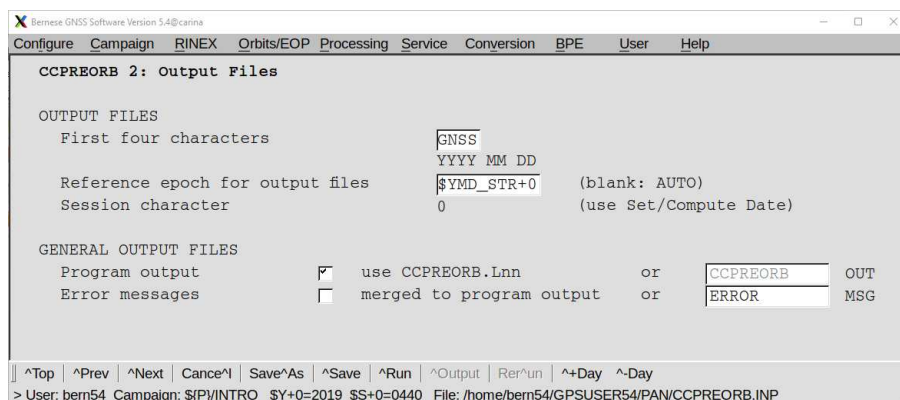 Bernese GNSS Software Version 5.4@carina
Configure Campaign RINEX Orbits/EOP Processing Service Conversion BPE User Help
CCPREORB 2: Output Files
OUTPUT FILES
First four characters GNSS
YYYY MM DD
Reference epoch for output files $YMD_STR+0 (blank: AUTO)
Session character 0 (use Set/Compute Date)
GENERAL OUTPUT FILES
Program output use CCPREORB.Lnn or CCPREORB OUT
Error messages merged to program output or ERROR MSG
^Top | ^Prev | ^Next | Cance^l | Save^As | ^Save | ^Run | ^Output | Rer^un | ^+Day ^-Day
> User: bern54 Campaign: ${P}/INTRO $Y+0=2019 $S+0=0440 File: /home/bern54/GPSUSER54/PAN/CCPREORB.INP